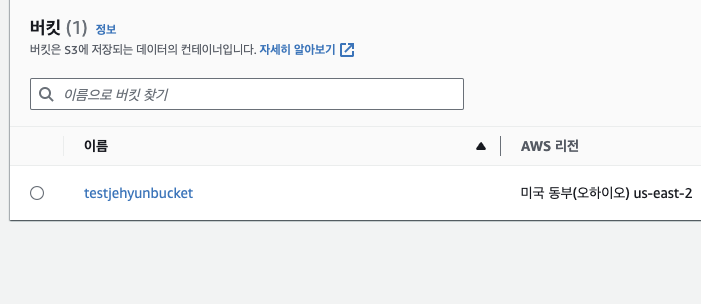 버킷 (1) 정보
버킷은 S3에 저장되는 데이터의 컨테이너입니다. 자세히 알아보기
이름으로 버킷 찾기
이름 AWS 리전
testjehyunbucket 미국 동부(오하이오) us-east-2